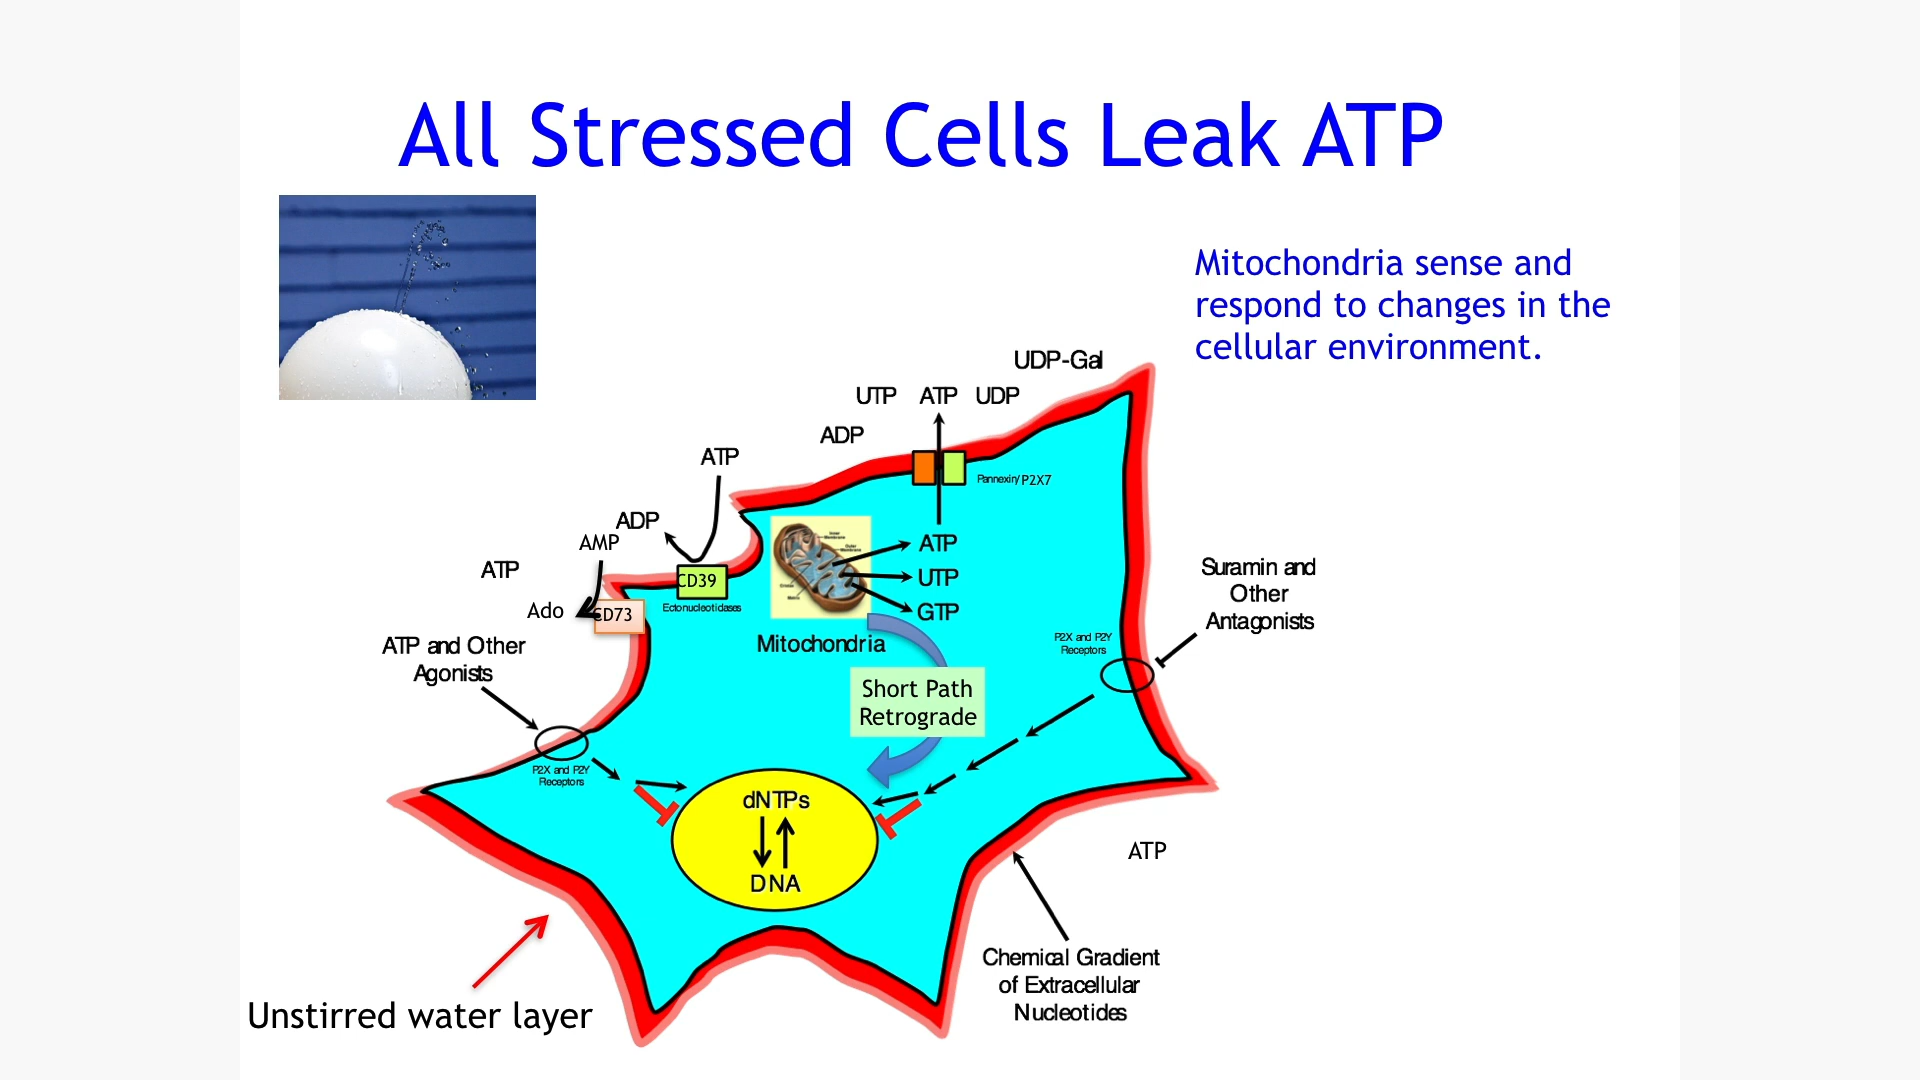 All Stressed Cells Leak ATP
Mitochondria sense and
respond to changes in the
cellular environment.
UDP-Gal
UTP ATP UDP
ADP
ATP
Pannexin/P2X7
ADP
AMP
ATP
CD39
Ectonucleotidases
Ado
CD73
ATP
UTP
GTP
Mitochondria
Short Path
Retrograde
Suramin and
Other
Antagonists
P2X and P2Y
Receptors
ATP and Other
Agonists
P2X and P2Y
Receptors
dNTPs
DNA
ATP
Chemical Gradient
of Extracellular
Nucleotides
Unstirred water layer